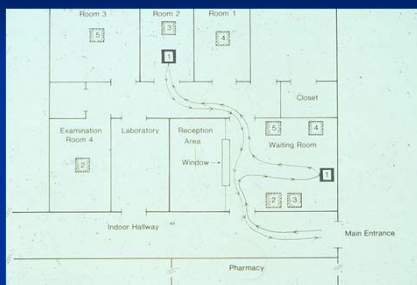 Room 3
Room 2
Room 1
5
3
4
1
Closet
Examination
Room 4
Laboratory
Reception
Area
Window
5
4
Waiting Room
2
1
2
3
Indoor Hallway
Main Entrance
Pharmacy